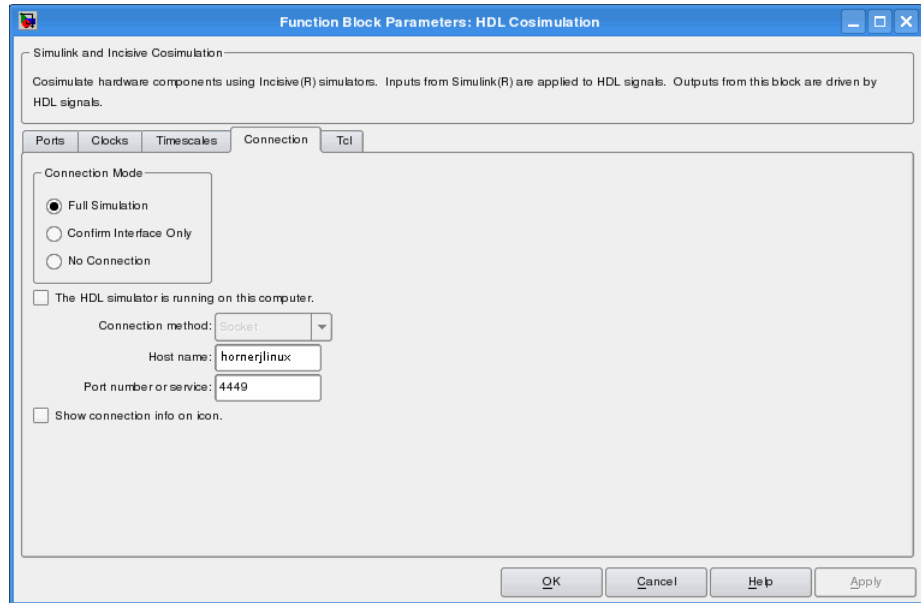 Function Block Parameters: HDL Cosimulation
Simulink and Incisive Cosimulation
Cosimulate hardware components using Incisive(R) simulators. Inputs from Simulink(R) are applied to HDL signals. Outputs from this block are driven by
HDL signals.
Ports Clocks Timescales Connection Tcl
Connection Mode
Full Simulation
Confirm Interface Only
No Connection
The HDL simulator is running on this computer.
Connection method: Socket
Host name: hornerjlinux
Port number or service: 4449
Show connection info on icon.
OK Cancel Help Apply